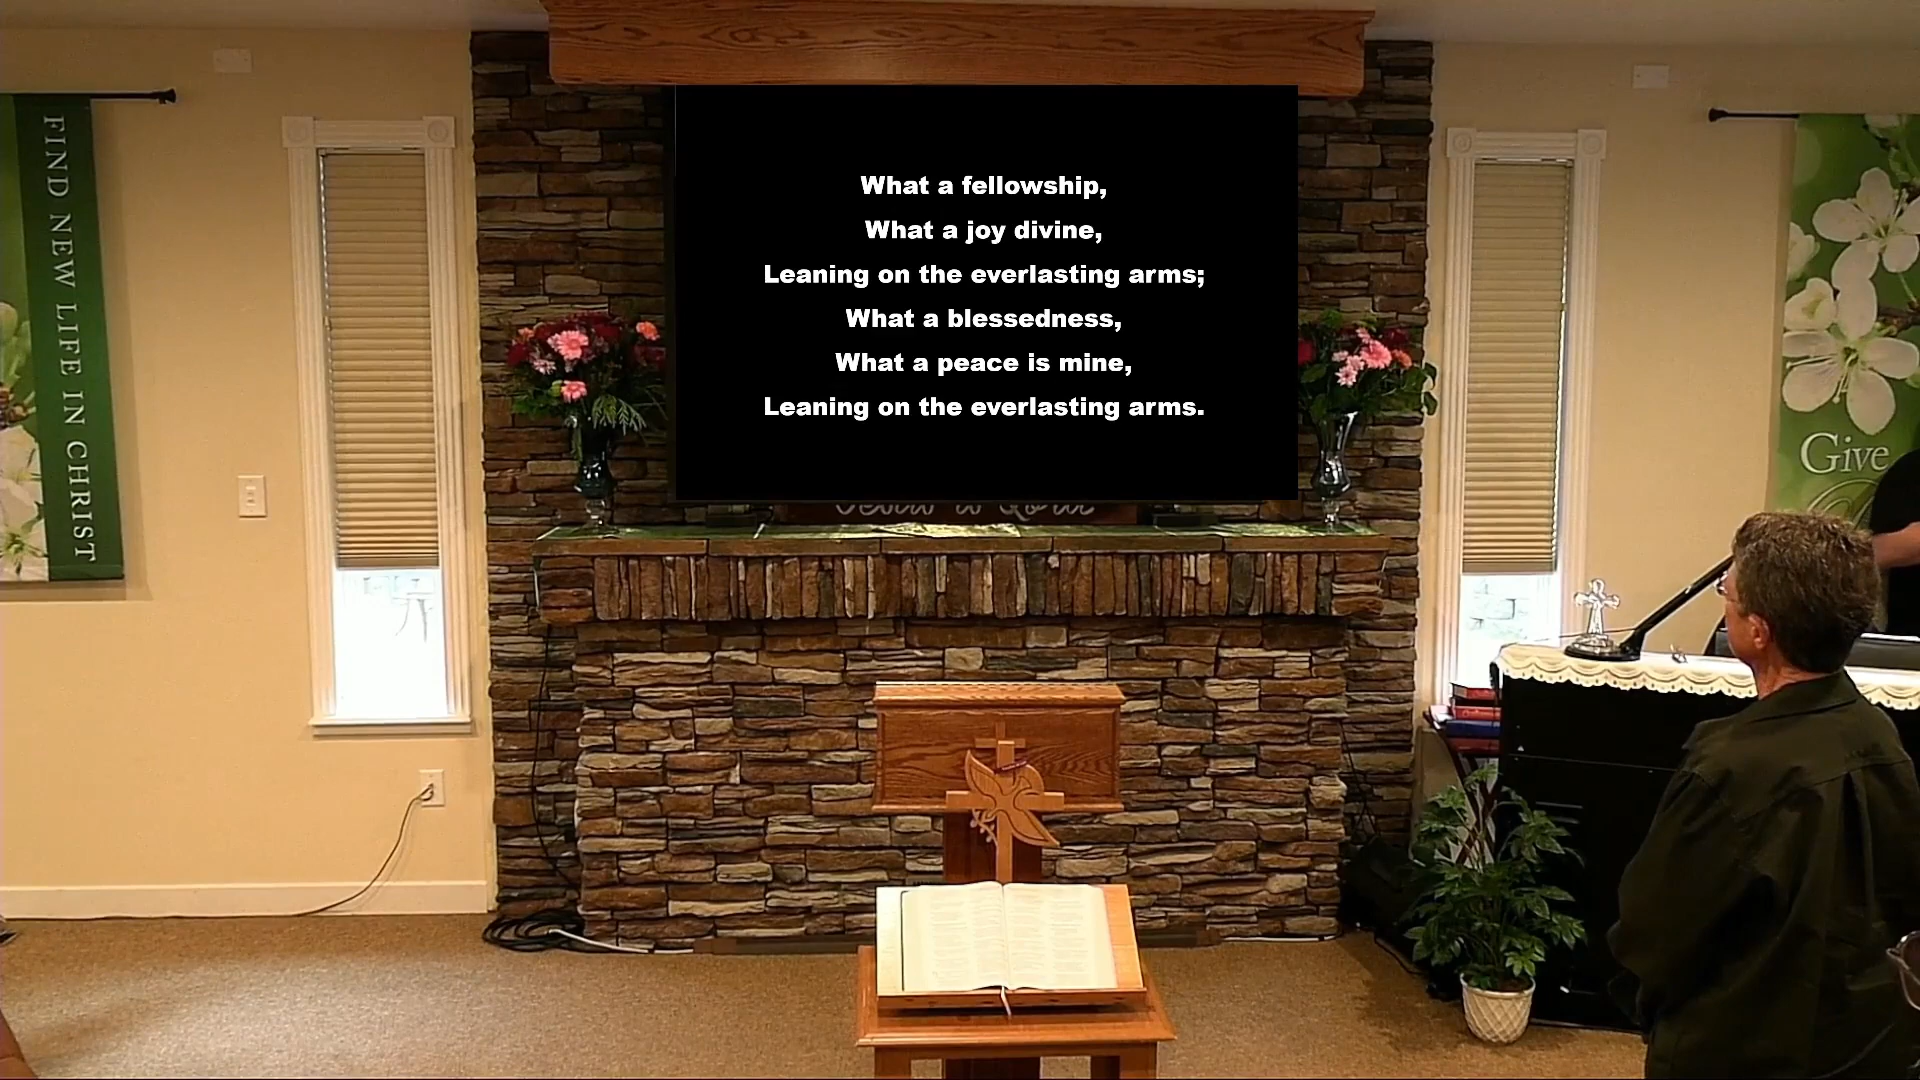 FIND NEW LIFE IN CHRIST
What a fellowship,
What a joy divine,
Leaning on the everlasting arms;
What a blessedness,
What a peace is mine,
Leaning on the everlasting arms.
Give